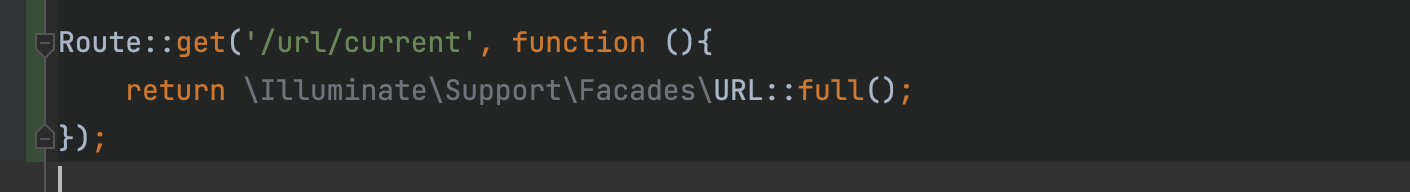 Route::get('/url/current', function (){
    return \Illuminate\Support\Facades\URL::full();
});